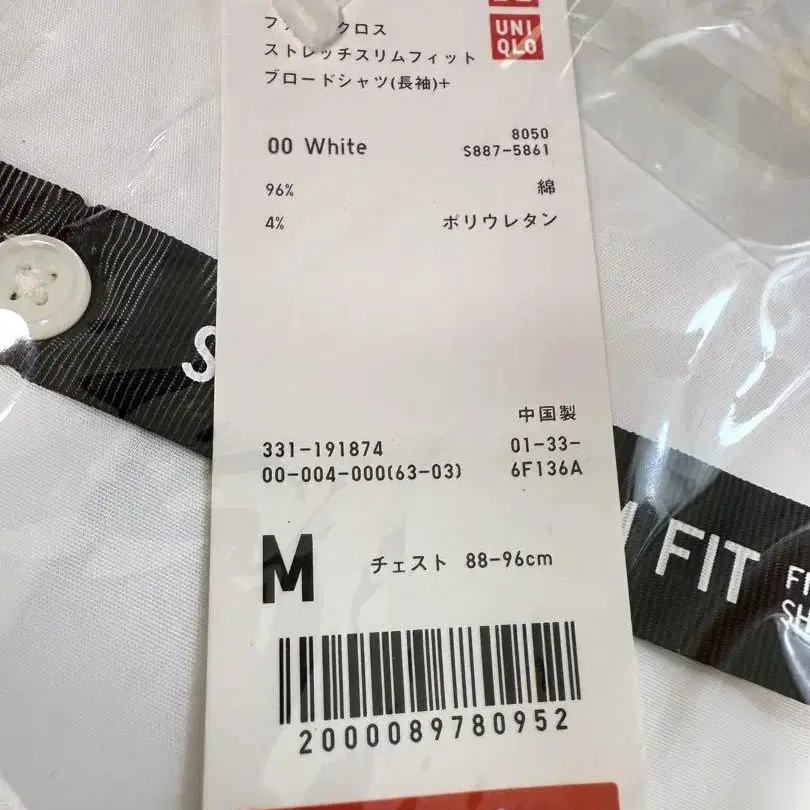 クロス
UNI
QLO
ストレッチスリムフィット
ブロードシャツ(長袖)+
00 White
8050
S887-5861
96% 綿
4% ポリウレタン
中国製
331-191874 01-33-
00-004-000(63-03) 6F136A
M チェスト 88-96cm
2000089780952
FIT